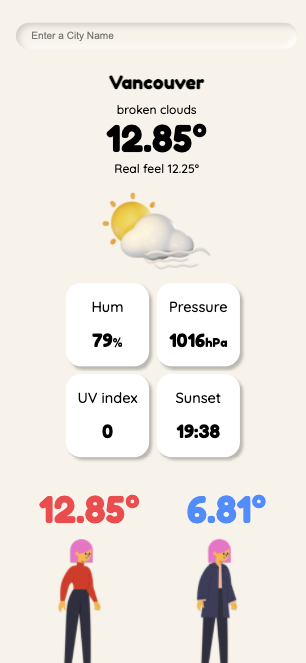 Enter a City Name
Vancouver
broken clouds
12.85°
Real feel 12.25°
Hum
79%
Pressure
1016hPa
UV index
0
Sunset
19:38
12.85°
6.81°